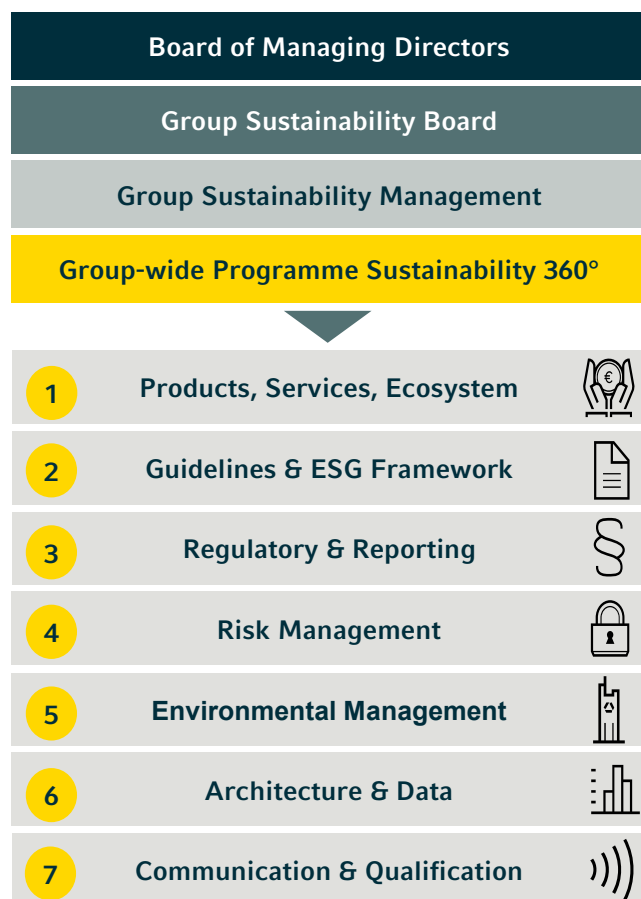 Board of Managing Directors
Group Sustainability Board
Group Sustainability Management
Group-wide Programme Sustainability 360°
1 Products, Services, Ecosystem €
2 Guidelines & ESG Framework
3 Regulatory & Reporting §
4 Risk Management
5 Environmental Management
6 Architecture & Data
7 Communication & Qualification